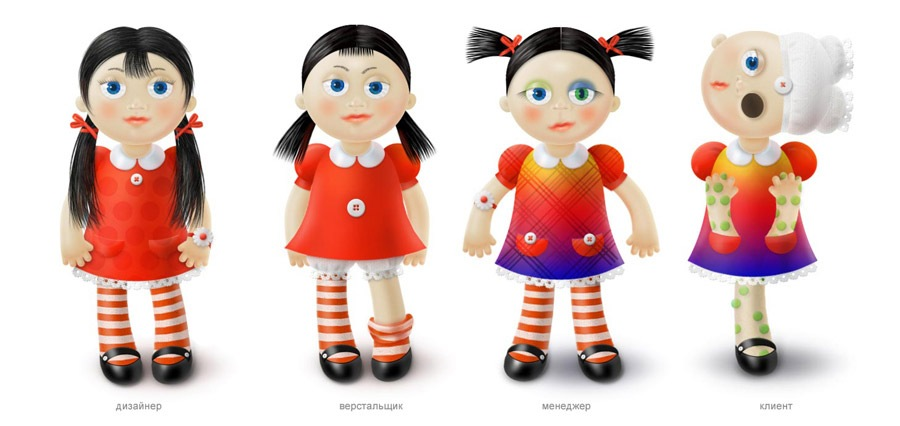 дизайнер
верстальщик
менеджер
клиент